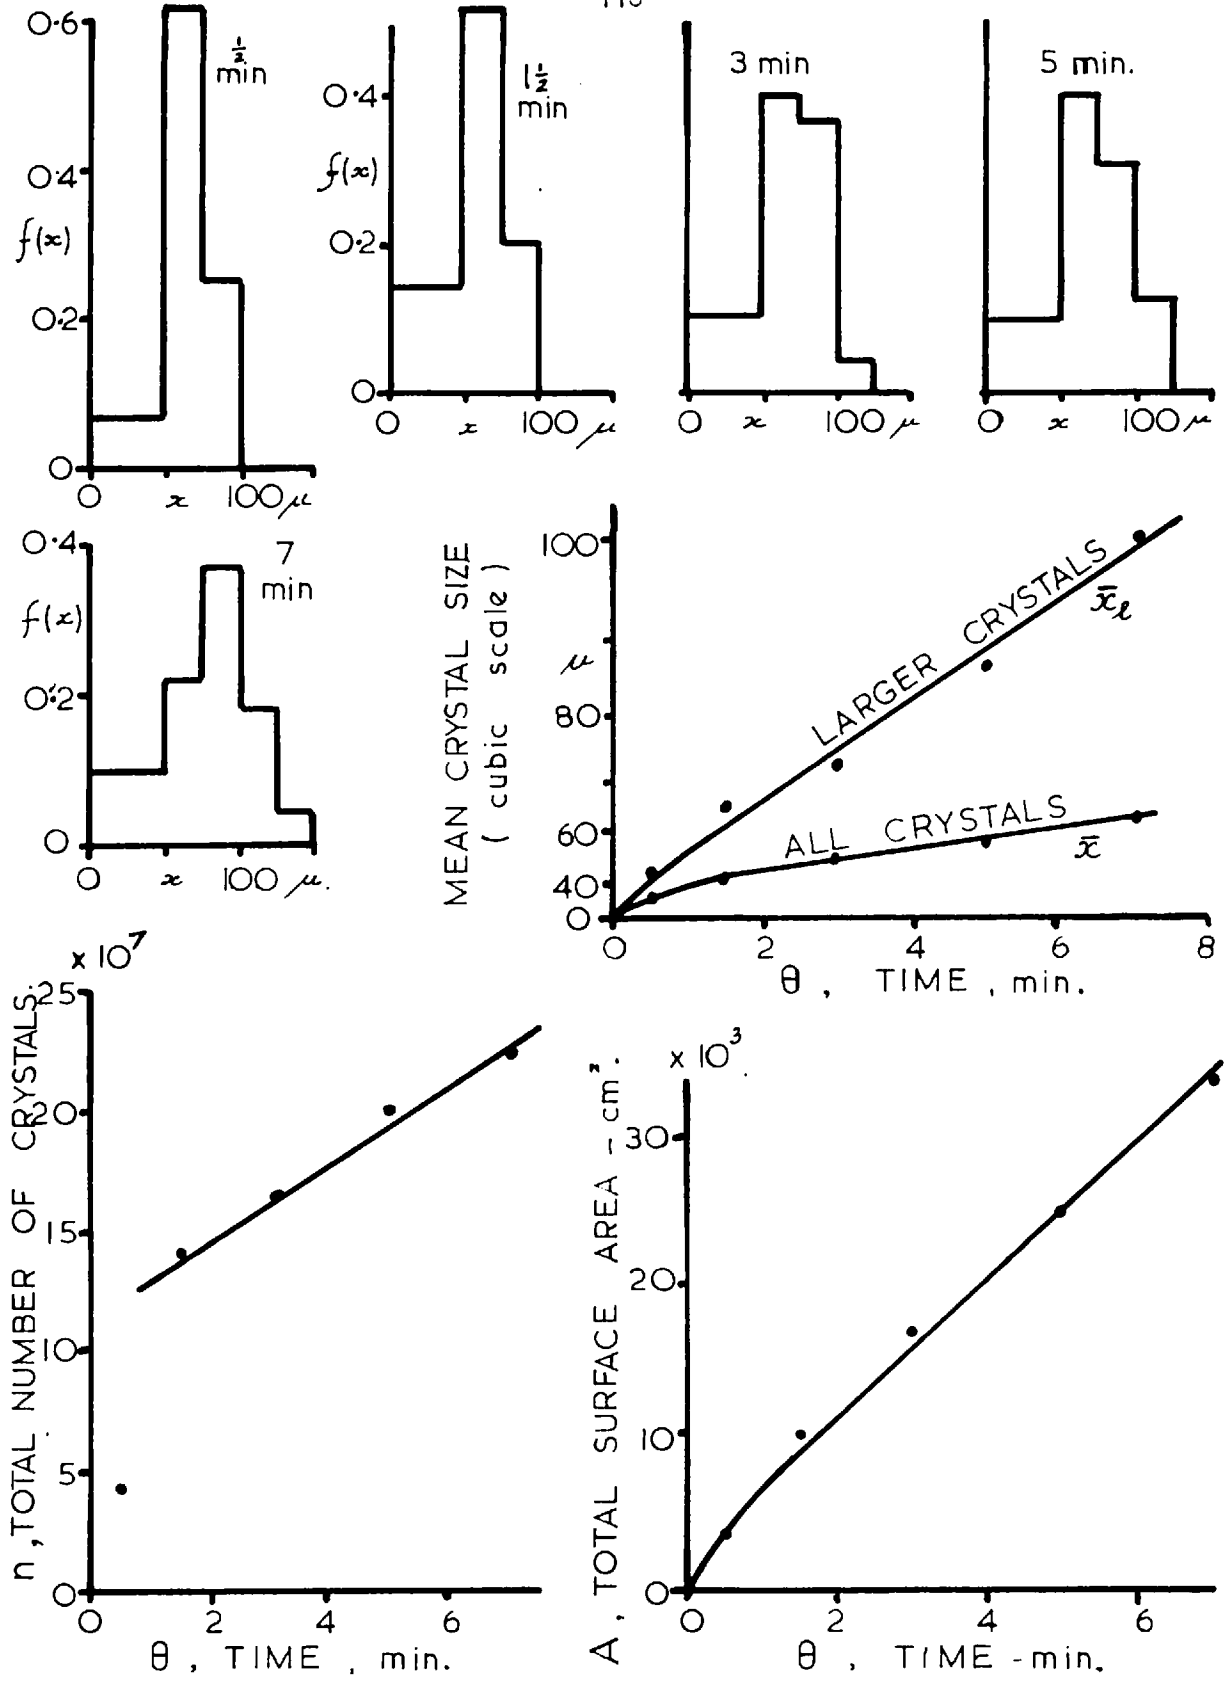 0·6
0·4
f(x)
0·2
0
½
min
0 x 100 μ
0·4
f(x)
0·2
0
1½
min
0 x 100 μ
3 min
0 x 100 μ
5 min.
0 x 100 μ
0·4
f(x)
0·2
0
7
min
0 x 100 μ.
MEAN CRYSTAL SIZE
( cubic scale )
100
μ
80
60
40
0
LARGER CRYSTALS
x̄ℓ
ALL CRYSTALS
x̄
0 2 4 6 8
θ , TIME , min.
x 10⁷
n , TOTAL NUMBER OF CRYSTALS.
25
20
15
10
5
0
0 2 4 6
θ , TIME , min.
x 10³
A , TOTAL SURFACE AREA - cm².
30
20
10
0
0 2 4 6
θ , TIME - min.